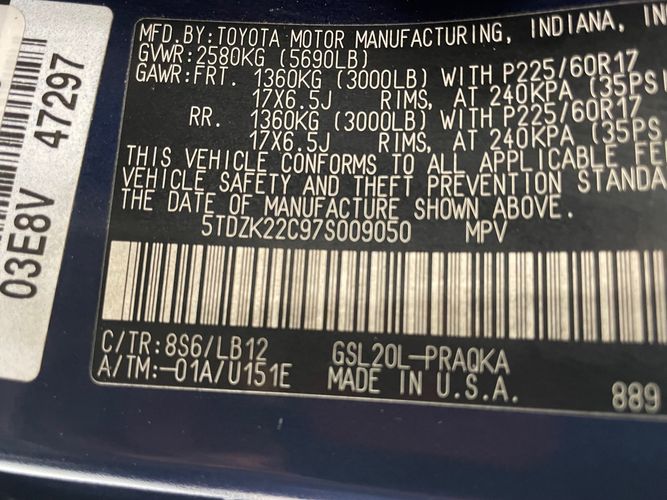 MFD.BY:TOYOTA MOTOR MANUFACTURING, INDIANA, IN
GVWR:2580KG (5690LB)
GAWR:FRT. 1360KG (3000LB) WITH P225/60R17
17X6.5J RIMS, AT 240KPA (35PS
RR. 1360KG (3000LB) WITH P225/60R17
17X6.5J RIMS, AT 240KPA (35PS
THIS VEHICLE CONFORMS TO ALL APPLICABLE FE
VEHICLE SAFETY AND THEFT PREVENTION STANDA
THE DATE OF MANUFACTURE SHOWN ABOVE.
5TDZK22C97S009050 MPV
C/TR:8S6/LB12 GSL20L-PRAQKA
A/TM:-01A/U151E MADE IN U.S.A. 889
03E8V 47297